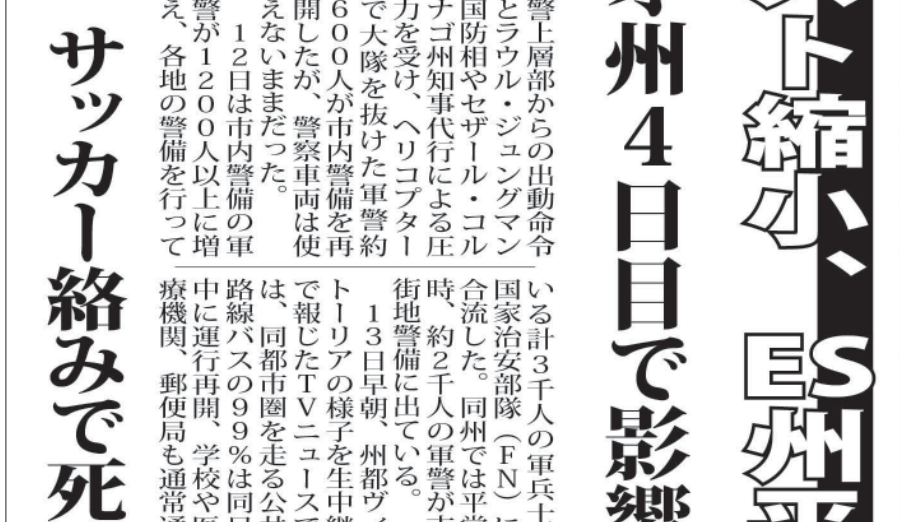 ト縮小、ES州平
州4日目で影響
警上層部からの出動命令
とラウル・ジュングマン
国防相やセザール・コル
ナゴ州知事代行による圧
力を受け、ヘリコプター
で大隊を抜けた軍警約
600人が市内警備を再
開したが、警察車両は使
えないままだった。
12日は市内警備の軍
警が1200人以上に増
え、各地の警備を行って
いる計3千人の軍兵士
国家治安部隊（FN）に
合流した。同州では平常
時、約2千人の軍警が市
街地警備に出ている。
13日早朝、州都ヴィ
トーリアの様子を生中継
で報じたTVニュースで
は、同都市圏を走る公共
路線バスの99％は同日
中に運行再開、学校や医
療機関、郵便局も通常通
サッカー絡みで死